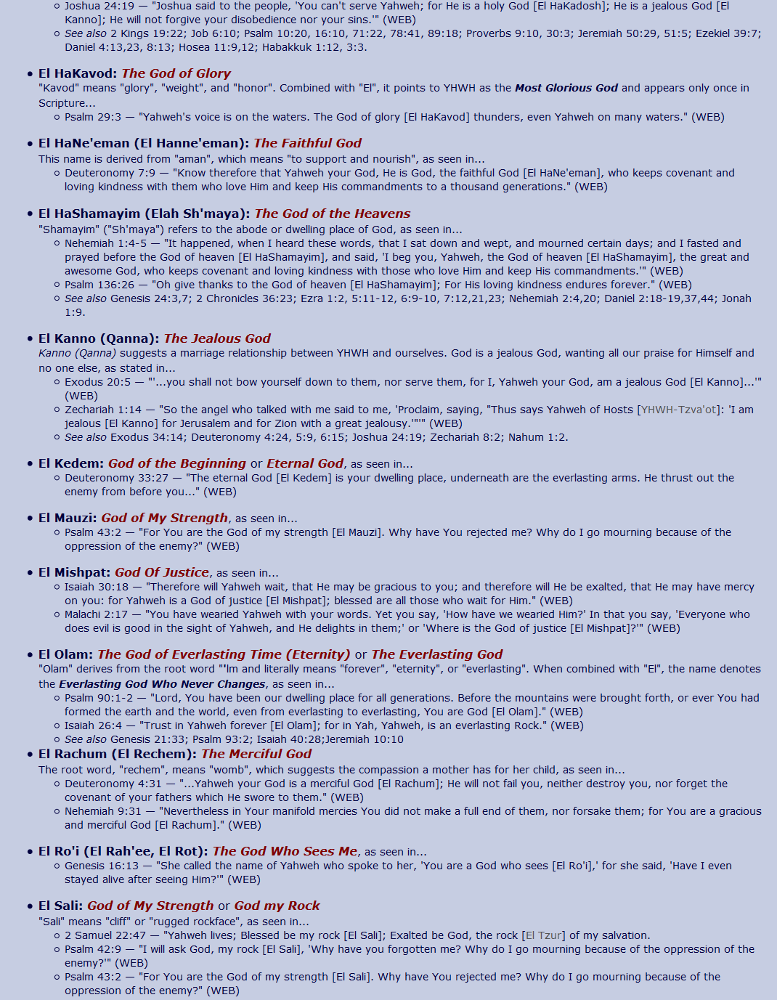 Joshua 24:19 — "Joshua said to the people, 'You can't serve Yahweh; for He is a holy God [El HaKadosh]; He is a jealous God [El
Kanno]; He will not forgive your disobedience nor your sins.'" (WEB)
See also 2 Kings 19:22; Job 6:10; Psalm 10:20, 16:10, 71:22, 78:41, 89:18; Proverbs 9:10, 30:3; Jeremiah 50:29, 51:5; Ezekiel 39:7;
Daniel 4:13,23, 8:13; Hosea 11:9,12; Habakkuk 1:12, 3:3.
El HaKavod: The God of Glory
"Kavod" means "glory", "weight", and "honor". Combined with "El", it points to YHWH as the Most Glorious God and appears only once in
Scripture...
Psalm 29:3 — "Yahweh's voice is on the waters. The God of glory [El HaKavod] thunders, even Yahweh on many waters." (WEB)
El HaNe'eman (El Hanne'eman): The Faithful God
This name is derived from "aman", which means "to support and nourish", as seen in...
Deuteronomy 7:9 — "Know therefore that Yahweh your God, He is God, the faithful God [El HaNe'eman], who keeps covenant and
loving kindness with them who love Him and keep His commandments to a thousand generations." (WEB)
El HaShamayim (Elah Sh'maya): The God of the Heavens
"Shamayim" ("Sh'maya") refers to the abode or dwelling place of God, as seen in...
Nehemiah 1:4-5 — "It happened, when I heard these words, that I sat down and wept, and mourned certain days; and I fasted and
prayed before the God of heaven [El HaShamayim], and said, 'I beg you, Yahweh, the God of heaven [El HaShamayim], the great and
awesome God, who keeps covenant and loving kindness with those who love Him and keep His commandments.'" (WEB)
Psalm 136:26 — "Oh give thanks to the God of heaven [El HaShamayim]; For His loving kindness endures forever." (WEB)
See also Genesis 24:3,7; 2 Chronicles 36:23; Ezra 1:2, 5:11-12, 6:9-10, 7:12,21,23; Nehemiah 2:4,20; Daniel 2:18-19,37,44; Jonah
1:9.
El Kanno (Qanna): The Jealous God
Kanno (Qanna) suggests a marriage relationship between YHWH and ourselves. God is a jealous God, wanting all our praise for Himself and
no one else, as stated in...
Exodus 20:5 — "'...you shall not bow yourself down to them, nor serve them, for I, Yahweh your God, am a jealous God [El Kanno]...'"
(WEB)
Zechariah 1:14 — "So the angel who talked with me said to me, 'Proclaim, saying, "Thus says Yahweh of Hosts [YHWH-Tzva'ot]: 'I am
jealous [El Kanno] for Jerusalem and for Zion with a great jealousy.'"'" (WEB)
See also Exodus 34:14; Deuteronomy 4:24, 5:9, 6:15; Joshua 24:19; Zechariah 8:2; Nahum 1:2.
El Kedem: God of the Beginning or Eternal God, as seen in...
Deuteronomy 33:27 — "The eternal God [El Kedem] is your dwelling place, underneath are the everlasting arms. He thrust out the
enemy from before you..." (WEB)
El Mauzi: God of My Strength, as seen in...
Psalm 43:2 — "For You are the God of my strength [El Mauzi]. Why have You rejected me? Why do I go mourning because of the
oppression of the enemy?" (WEB)
El Mishpat: God Of Justice, as seen in...
Isaiah 30:18 — "Therefore will Yahweh wait, that He may be gracious to you; and therefore will He be exalted, that He may have mercy
on you: for Yahweh is a God of justice [El Mishpat]; blessed are all those who wait for Him." (WEB)
Malachi 2:17 — "You have wearied Yahweh with your words. Yet you say, 'How have we wearied Him?' In that you say, 'Everyone who
does evil is good in the sight of Yahweh, and He delights in them;' or 'Where is the God of justice [El Mishpat]?'" (WEB)
El Olam: The God of Everlasting Time (Eternity) or The Everlasting God
"Olam" derives from the root word "'lm and literally means "forever", "eternity", or "everlasting". When combined with "El", the name denotes
the Everlasting God Who Never Changes, as seen in...
Psalm 90:1-2 — "Lord, You have been our dwelling place for all generations. Before the mountains were brought forth, or ever You had
formed the earth and the world, even from everlasting to everlasting, You are God [El Olam]." (WEB)
Isaiah 26:4 — "Trust in Yahweh forever [El Olam]; for in Yah, Yahweh, is an everlasting Rock." (WEB)
See also Genesis 21:33; Psalm 93:2; Isaiah 40:28;Jeremiah 10:10
El Rachum (El Rechem): The Merciful God
The root word, "rechem", means "womb", which suggests the compassion a mother has for her child, as seen in...
Deuteronomy 4:31 — "...Yahweh your God is a merciful God [El Rachum]; He will not fail you, neither destroy you, nor forget the
covenant of your fathers which He swore to them." (WEB)
Nehemiah 9:31 — "Nevertheless in Your manifold mercies You did not make a full end of them, nor forsake them; for You are a gracious
and merciful God [El Rachum]." (WEB)
El Ro'i (El Rah'ee, El Rot): The God Who Sees Me, as seen in...
Genesis 16:13 — "She called the name of Yahweh who spoke to her, 'You are a God who sees [El Ro'i],' for she said, 'Have I even
stayed alive after seeing Him?'" (WEB)
El Sali: God of My Strength or God my Rock
"Sali" means "cliff" or "rugged rockface", as seen in...
2 Samuel 22:47 — "Yahweh lives; Blessed be my rock [El Sali]; Exalted be God, the rock [El Tzur] of my salvation.
Psalm 42:9 — "I will ask God, my rock [El Sali], 'Why have you forgotten me? Why do I go mourning because of the oppression of the
enemy?'" (WEB)
Psalm 43:2 — "For You are the God of my strength [El Sali]. Why have You rejected me? Why do I go mourning because of the
oppression of the enemy?" (WEB)